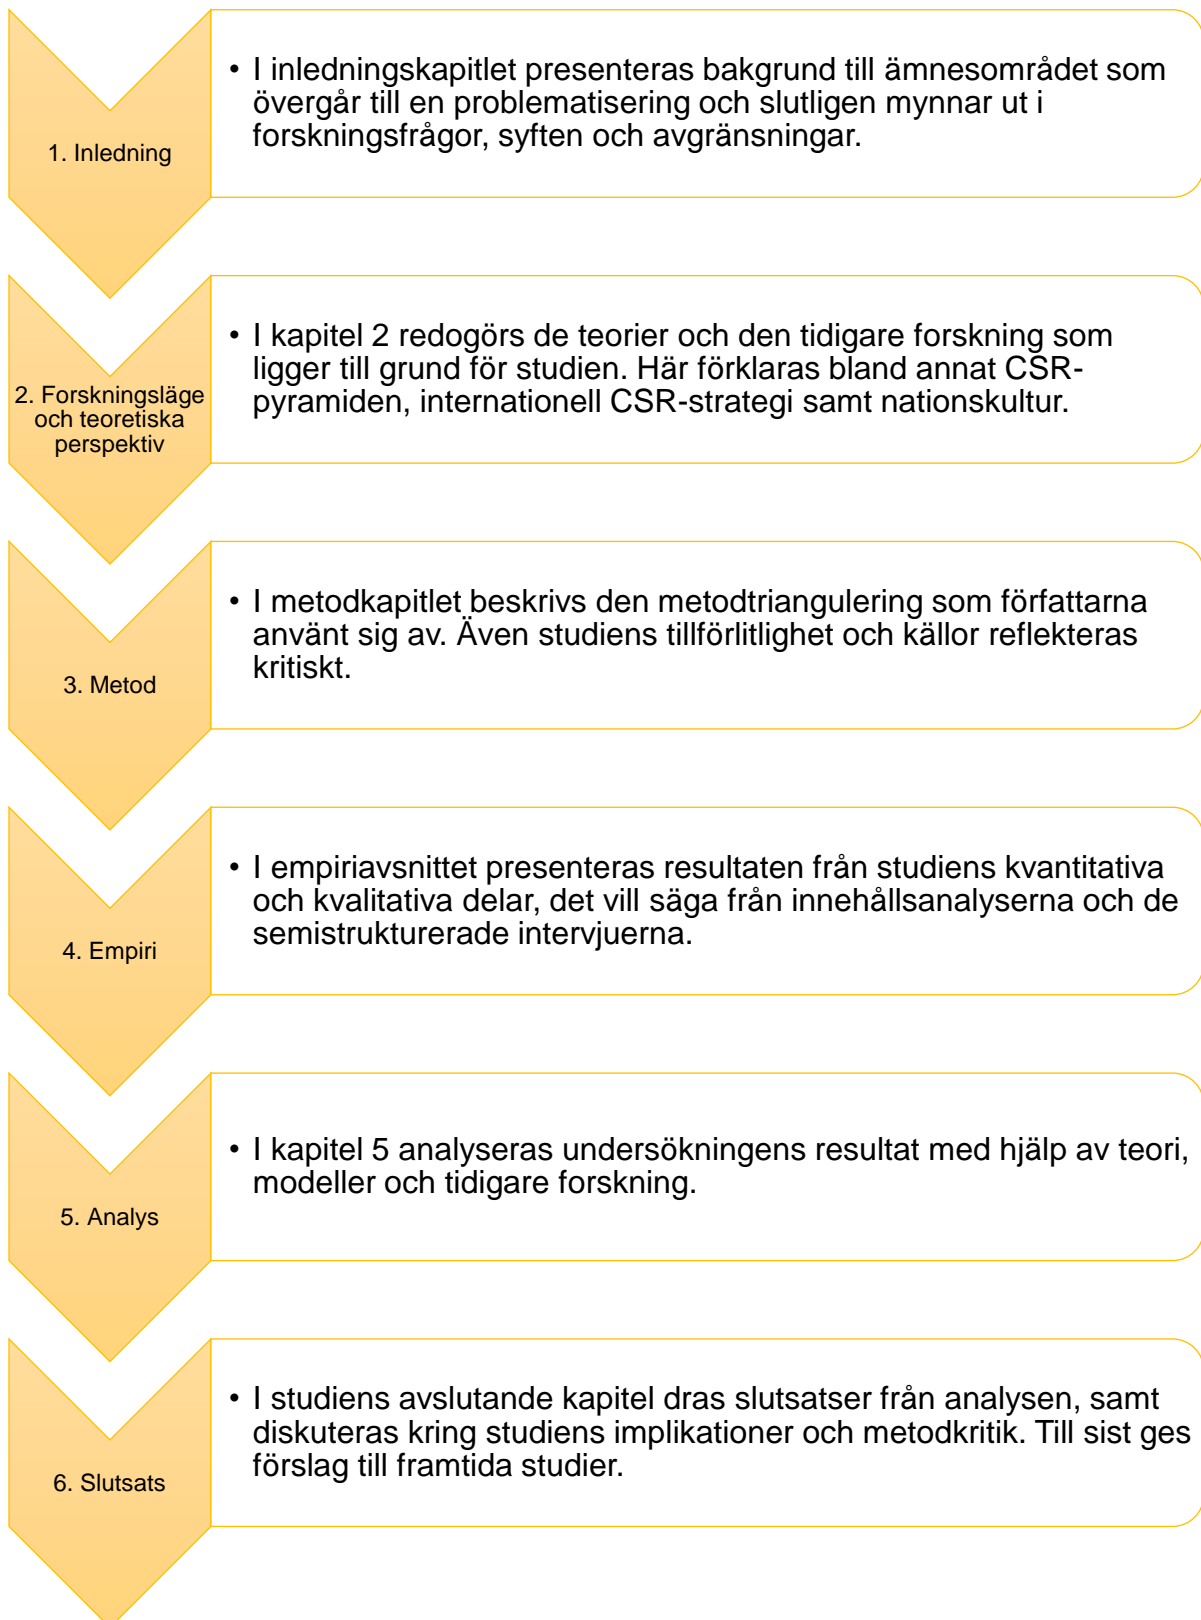 1. Inledning
• I inledningskapitlet presenteras bakgrund till ämnesområdet som
övergår till en problematisering och slutligen mynnar ut i
forskningsfrågor, syften och avgränsningar.
2. Forskningsläge
och teoretiska
perspektiv
• I kapitel 2 redogörs de teorier och den tidigare forskning som
ligger till grund för studien. Här förklaras bland annat CSR-
pyramiden, internationell CSR-strategi samt nationskultur.
3. Metod
• I metodkapitlet beskrivs den metodtriangulering som författarna
använt sig av. Även studiens tillförlitlighet och källor reflekteras
kritiskt.
4. Empiri
• I empiriavsnittet presenteras resultaten från studiens kvantitativa
och kvalitativa delar, det vill säga från innehållsanalyserna och de
semistrukturerade intervjuerna.
5. Analys
• I kapitel 5 analyseras undersökningens resultat med hjälp av teori,
modeller och tidigare forskning.
6. Slutsats
• I studiens avslutande kapitel dras slutsatser från analysen, samt
diskuteras kring studiens implikationer och metodkritik. Till sist ges
förslag till framtida studier.